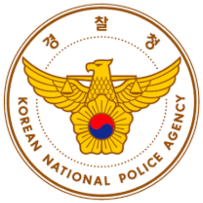 경찰청
KOREAN NATIONAL POLICE AGENCY